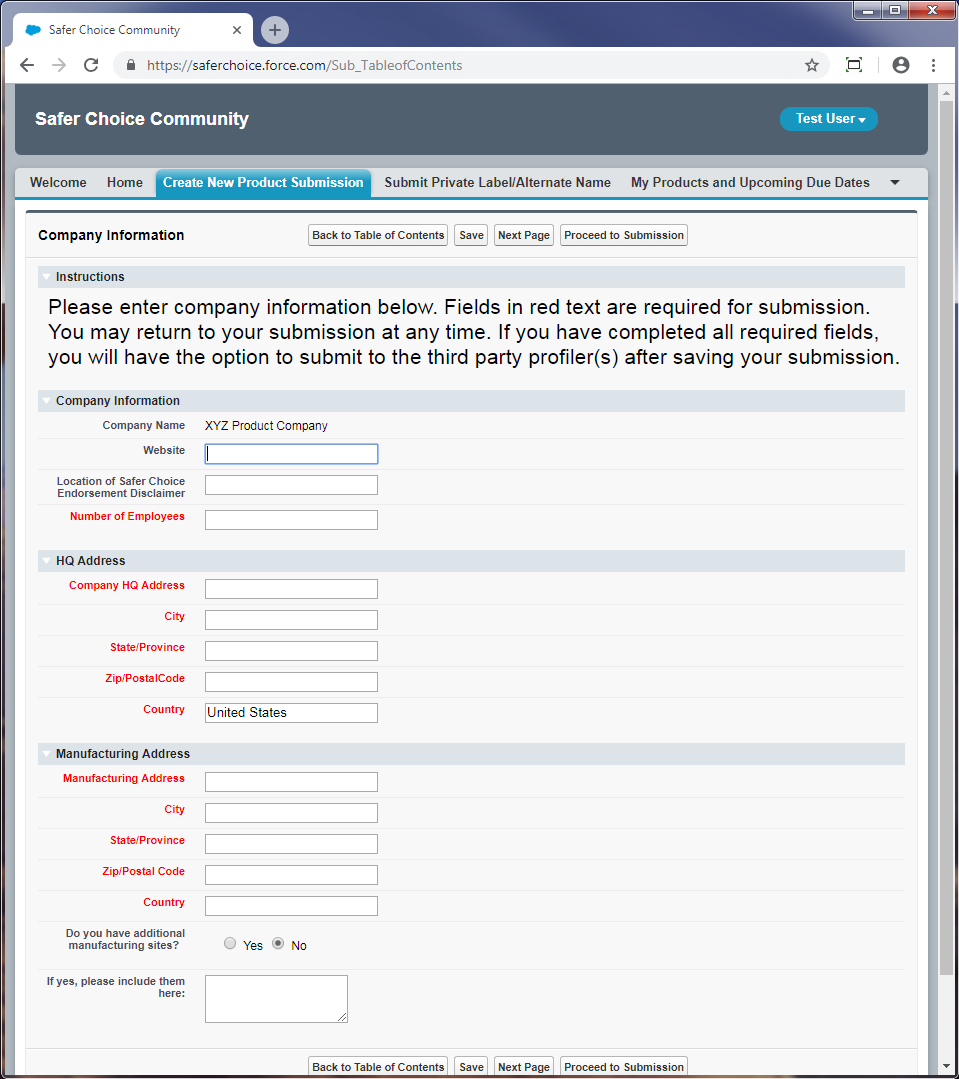 Safer Choice Community
https://saferchoice.force.com/Sub_TableofContents
Safer Choice Community
Test User
Welcome Home Create New Product Submission Submit Private Label/Alternate Name My Products and Upcoming Due Dates
Company Information Back to Table of Contents Save Next Page Proceed to Submission
Instructions
Please enter company information below. Fields in red text are required for submission.
You may return to your submission at any time. If you have completed all required fields,
you will have the option to submit to the third party profiler(s) after saving your submission.
Company Information
Company Name XYZ Product Company
Website
Location of Safer Choice
Endorsement Disclaimer
Number of Employees
HQ Address
Company HQ Address
City
State/Province
Zip/PostalCode
Country United States
Manufacturing Address
Manufacturing Address
City
State/Province
Zip/Postal Code
Country
Do you have additional
manufacturing sites?
Yes No
If yes, please include them
here:
Back to Table of Contents Save Next Page Proceed to Submission